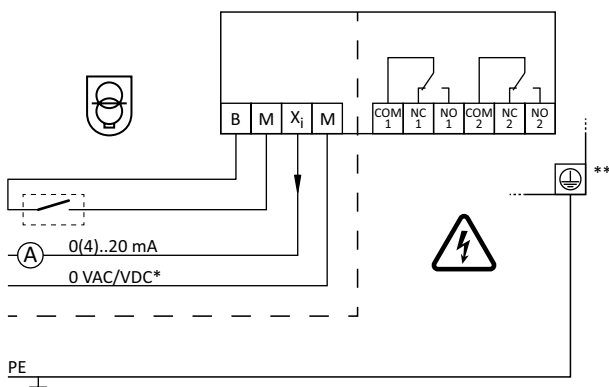 B M Xi M
COM 1 NC 1 NO 1 COM 2 NC 2 NO 2
**
A 0(4)..20 mA
0 VAC/VDC*
PE